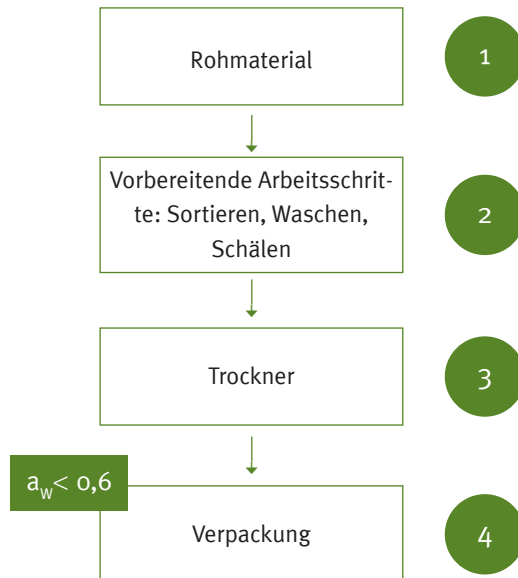 Rohmaterial
1
Vorbereitende Arbeitsschrit-
te: Sortieren, Waschen,
Schälen
2
Trockner
3
aw< 0,6
Verpackung
4